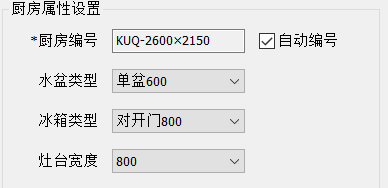 厨房属性设置
*厨房编号 KUQ-2600×2150 自动编号
水盆类型 单盆600
冰箱类型 对开门800
灶台宽度 800